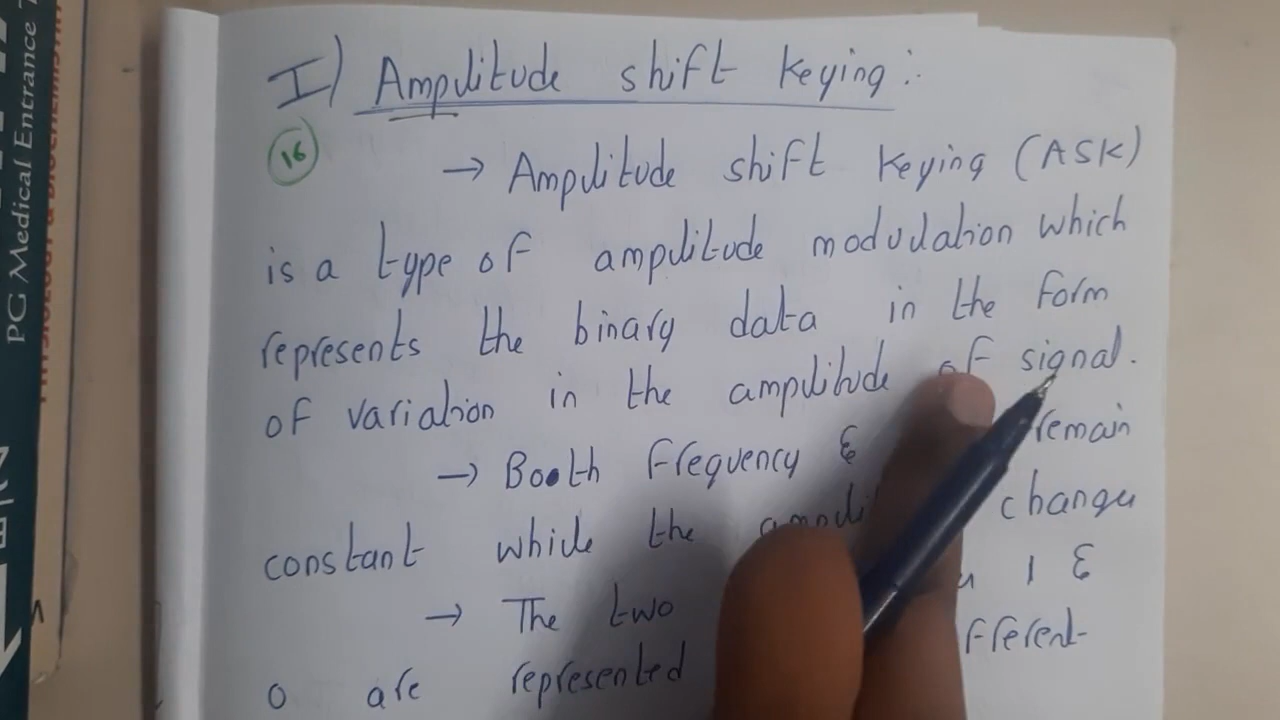 PG Medical Entrance
I) Amplitude shift keying :
16
→ Amplitude shift keying (ASK)
is a type of amplitude modulation which
represents the binary data in the form
of variation in the amplitude of signal.
→ Booth frequency & remain
constant while the changes
→ The two 1 &
0 are represented